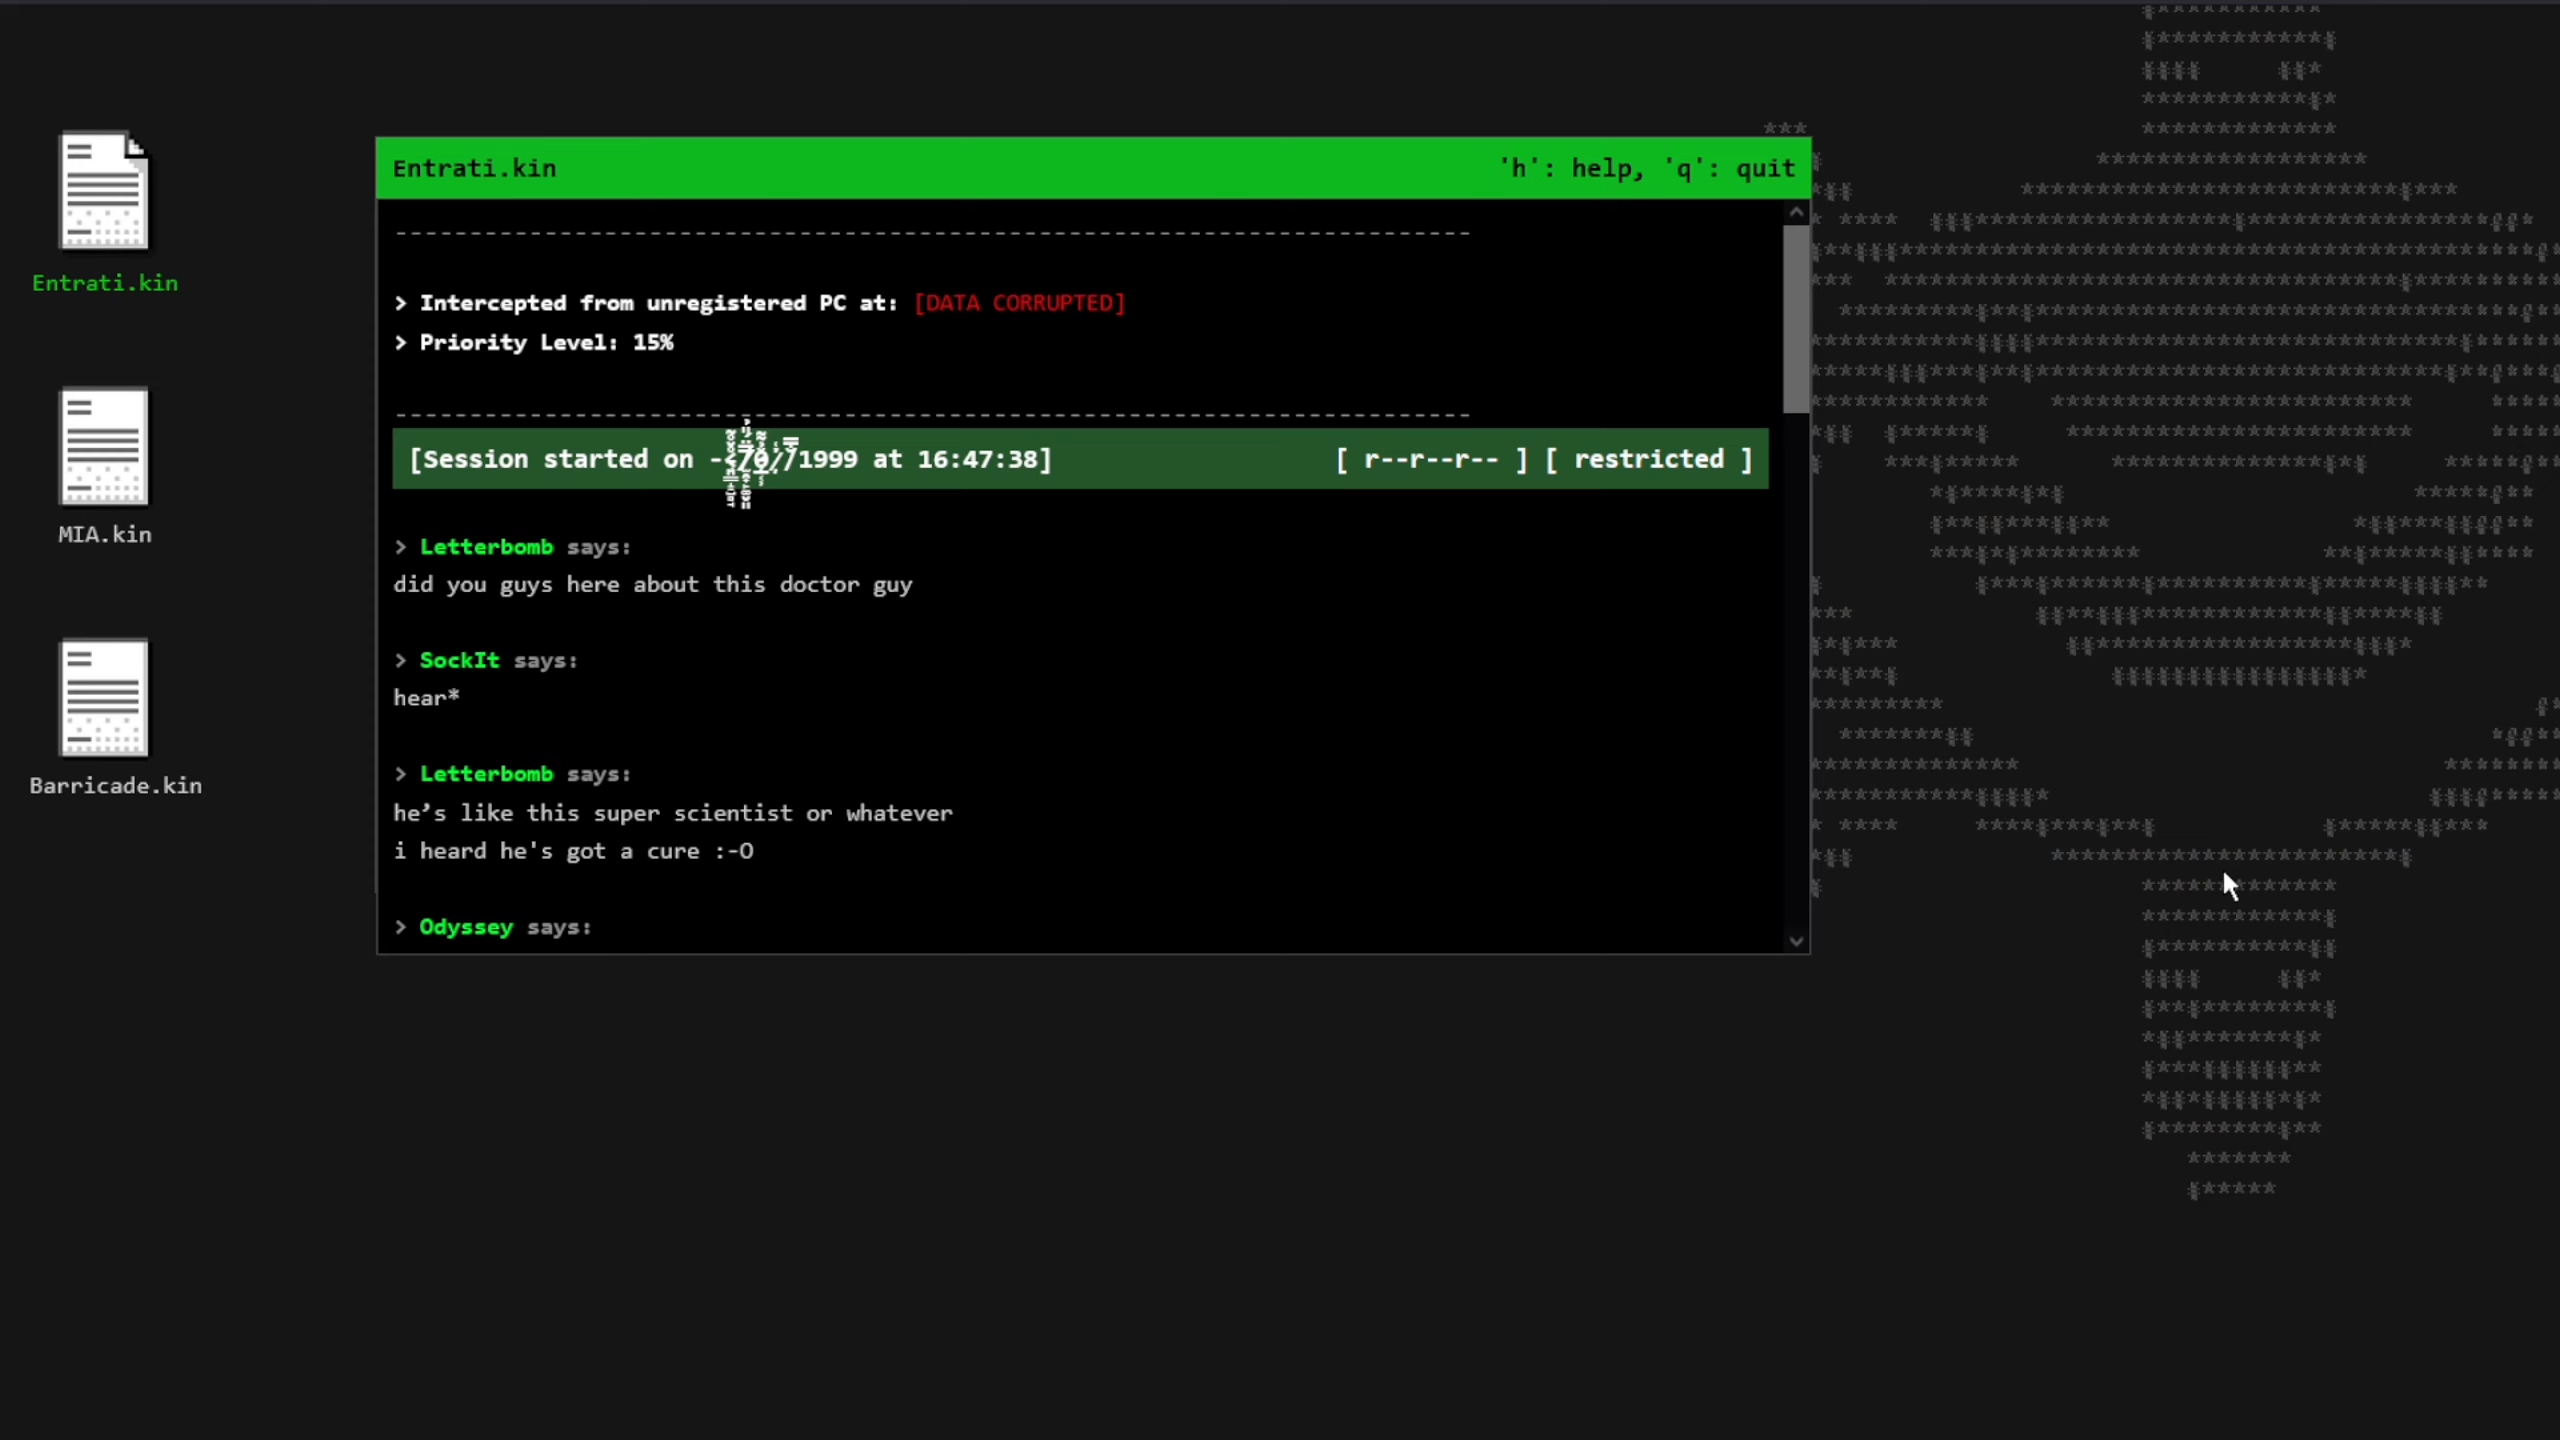 Entrati.kin
MIA.kin
Barricade.kin
Entrati.kin 'h': help, 'q': quit
> Intercepted from unregistered PC at: [DATA CORRUPTED]
> Priority Level: 15%
[Session started on 1999 at 16:47:38] [ r--r--r-- ] [ restricted ]
> Letterbomb says:
did you guys here about this doctor guy
> SockIt says:
hear*
> Letterbomb says:
he’s like this super scientist or whatever
i heard he's got a cure :-O
> Odyssey says: